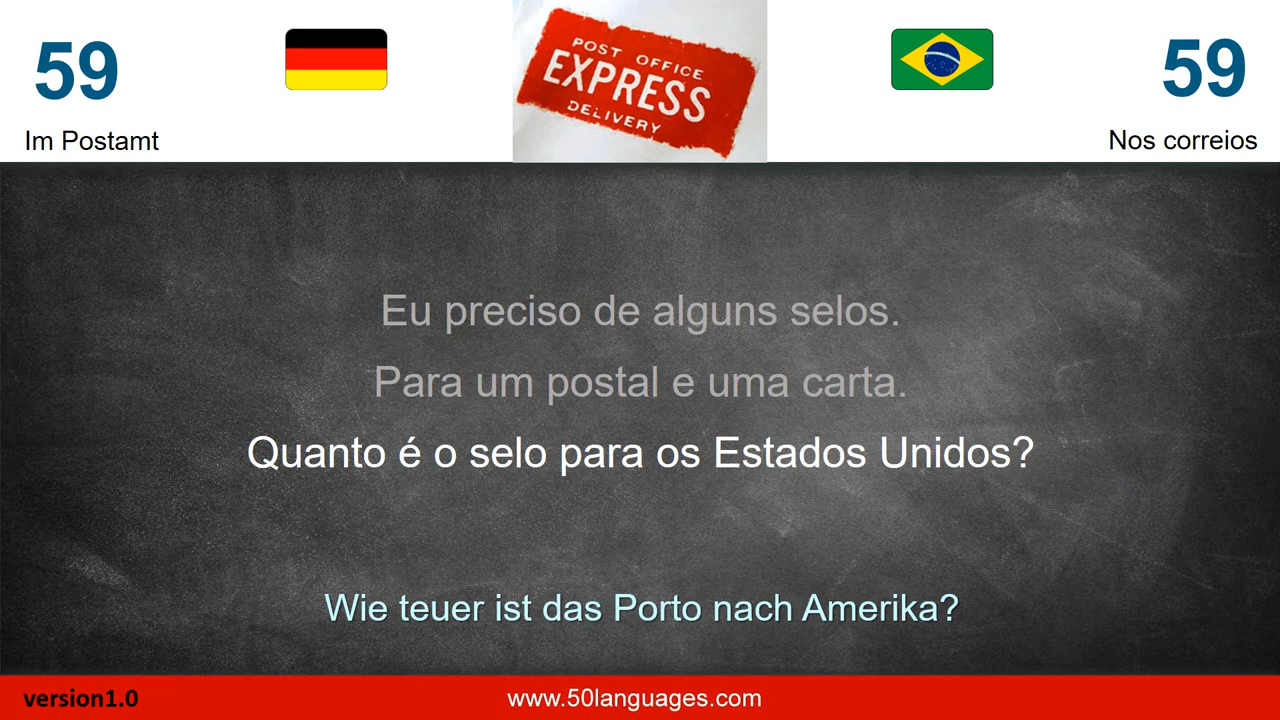 59
59
Im Postamt
POST OFFICE
EXPRESS
DELIVERY
Nos correios
Eu preciso de alguns selos.
Para um postal e uma carta.
Quanto é o selo para os Estados Unidos?
Wie teuer ist das Porto nach Amerika?
version1.0
www.50languages.com